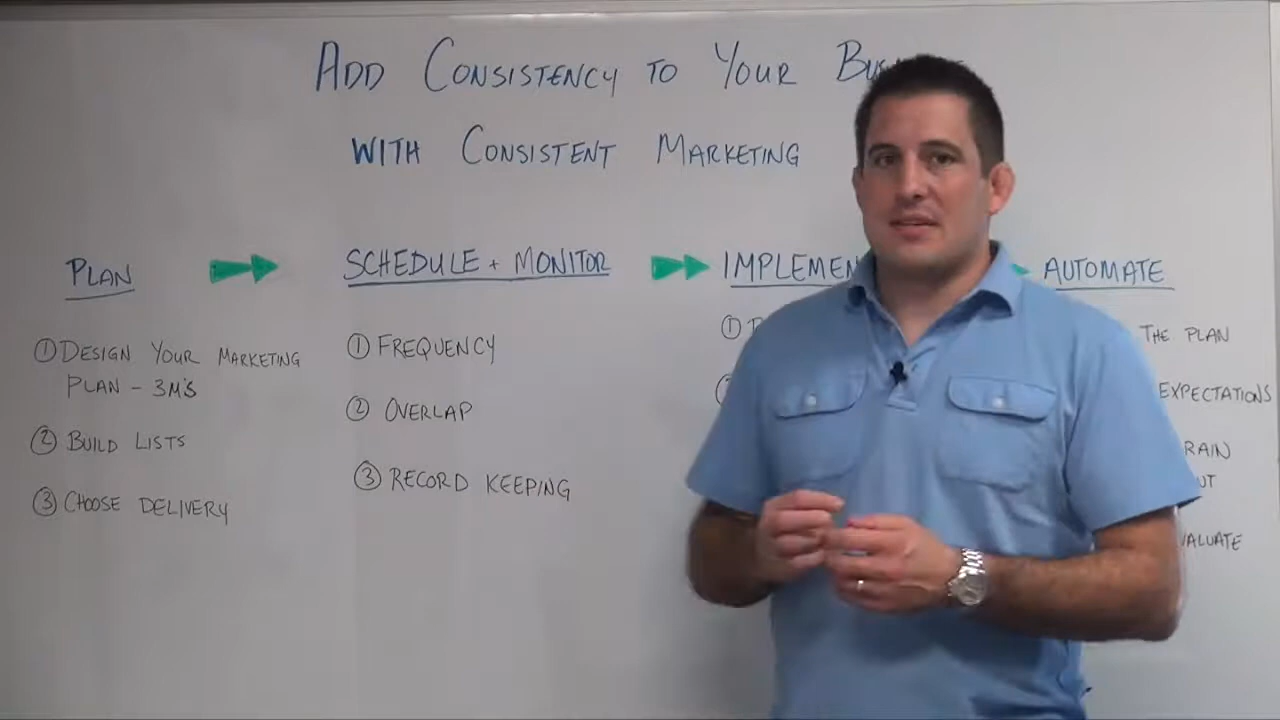 ADD CONSISTENCY TO YOUR
WITH CONSISTENT MARKETING
PLAN
① DESIGN YOUR MARKETING
PLAN - 3M'S
② BUILD LISTS
③ CHOOSE DELIVERY
SCHEDULE + MONITOR
① FREQUENCY
② OVERLAP
③ RECORD KEEPING
IMPLEMEN
①
AUTOMATE
THE PLAN
EXPECTATIONS
RAIN
UT
VALUATE